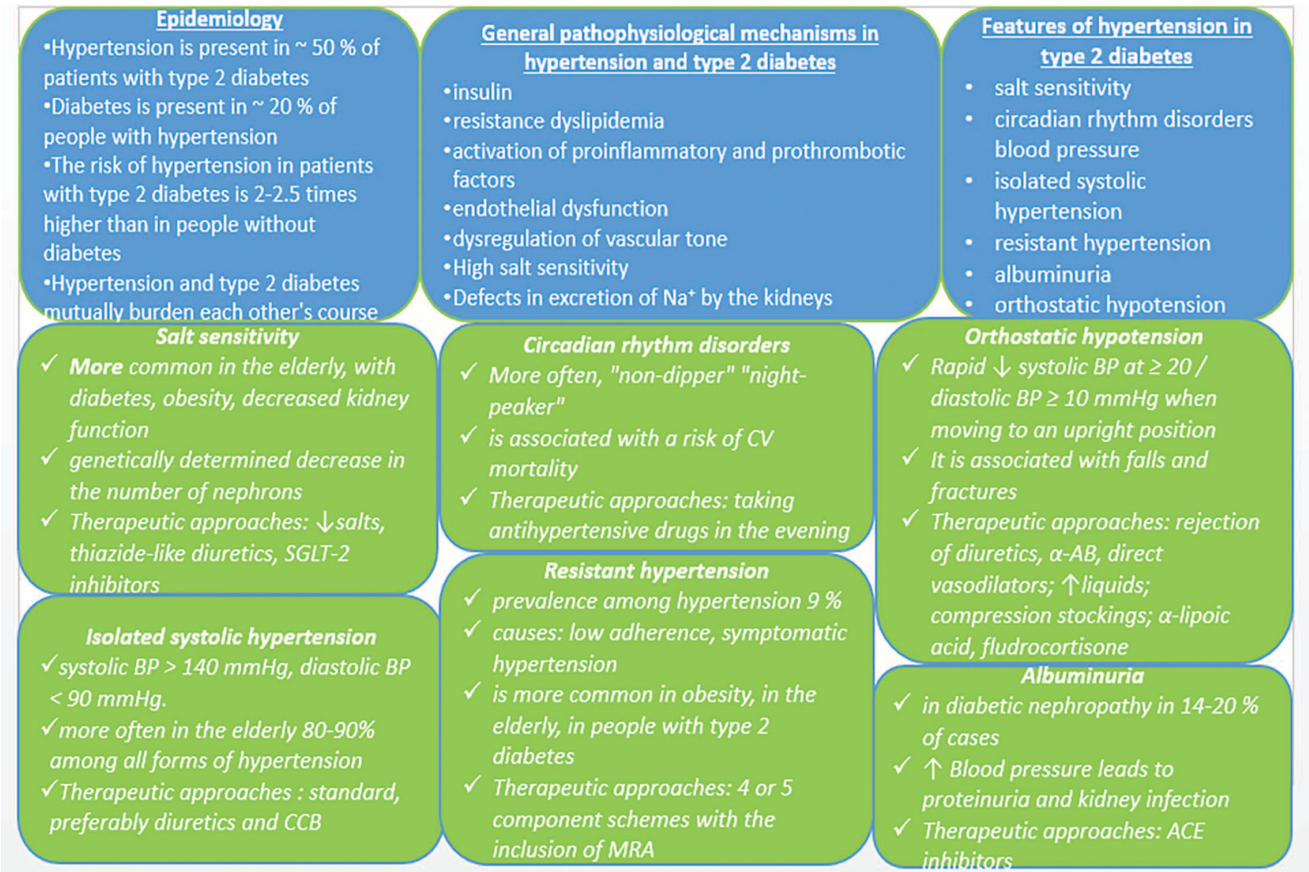 Epidemiology
•Hypertension is present in ~ 50 % of
patients with type 2 diabetes
•Diabetes is present in ~ 20 % of
people with hypertension
•The risk of hypertension in patients
with type 2 diabetes is 2-2.5 times
higher than in people without
diabetes
•Hypertension and type 2 diabetes
mutually burden each other's course
General pathophysiological mechanisms in
hypertension and type 2 diabetes
•insulin
•resistance dyslipidemia
•activation of proinflammatory and prothrombotic
factors
•endothelial dysfunction
•dysregulation of vascular tone
•High salt sensitivity
•Defects in excretion of Na⁺ by the kidneys
Features of hypertension in
type 2 diabetes
• salt sensitivity
• circadian rhythm disorders
blood pressure
• isolated systolic
hypertension
• resistant hypertension
• albuminuria
• orthostatic hypotension
Salt sensitivity
✓ More common in the elderly, with
diabetes, obesity, decreased kidney
function
✓ genetically determined decrease in
the number of nephrons
✓ Therapeutic approaches: ↓salts,
thiazide-like diuretics, SGLT-2
inhibitors
Circadian rhythm disorders
✓ More often, "non-dipper" "night-
peaker"
✓ is associated with a risk of CV
mortality
✓ Therapeutic approaches: taking
antihypertensive drugs in the evening
Orthostatic hypotension
✓ Rapid ↓ systolic BP at ≥ 20 /
diastolic BP ≥ 10 mmHg when
moving to an upright position
✓ It is associated with falls and
fractures
✓ Therapeutic approaches: rejection
of diuretics, α-AB, direct
vasodilators; ↑liquids;
compression stockings; α-lipoic
acid, fludrocortisone
Isolated systolic hypertension
✓systolic BP > 140 mmHg, diastolic BP
< 90 mmHg.
✓more often in the elderly 80-90%
among all forms of hypertension
✓Therapeutic approaches : standard,
preferably diuretics and CCB
Resistant hypertension
✓ prevalence among hypertension 9 %
✓ causes: low adherence, symptomatic
hypertension
✓ is more common in obesity, in the
elderly, in people with type 2
diabetes
✓ Therapeutic approaches: 4 or 5
component schemes with the
inclusion of MRA
Albuminuria
✓ in diabetic nephropathy in 14-20 %
of cases
✓ ↑ Blood pressure leads to
proteinuria and kidney infection
✓ Therapeutic approaches: ACE
inhibitors